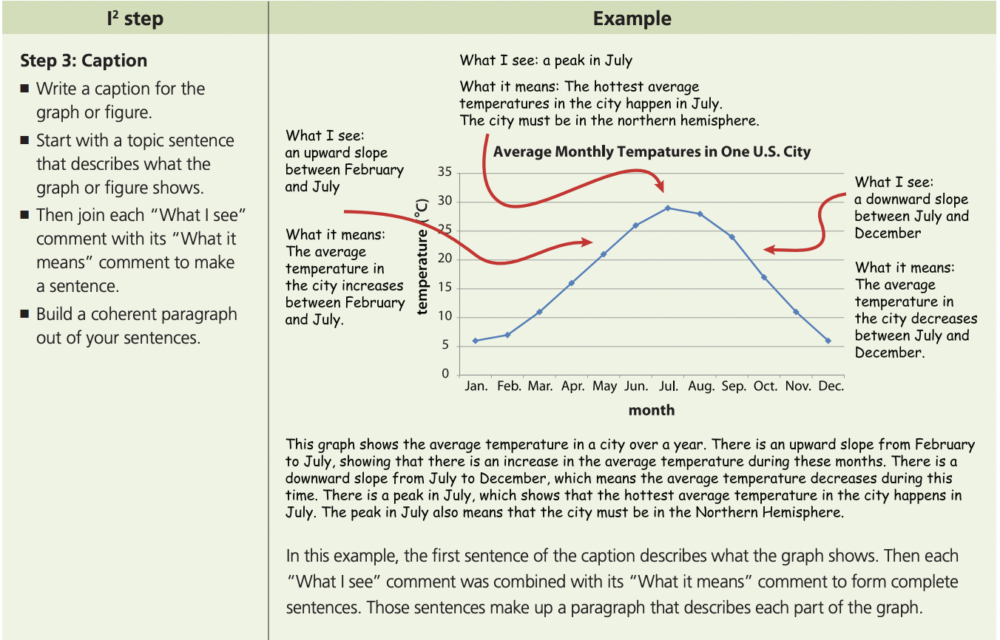 I² step
Example
Step 3: Caption
■ Write a caption for the
graph or figure.
■ Start with a topic sentence
that describes what the
graph or figure shows.
■ Then join each “What I see”
comment with its “What it
means” comment to make
a sentence.
■ Build a coherent paragraph
out of your sentences.
What I see: a peak in July
What it means: The hottest average
temperatures in the city happen in July.
The city must be in the northern hemisphere.
What I see:
an upward slope
between February
and July
What it means:
The average
temperature in
the city increases
between February
and July.
Average Monthly Tempatures in One U.S. City
temperature (°C)
35
30
25
20
15
10
5
0
Jan. Feb. Mar. Apr. May Jun. Jul. Aug. Sep. Oct. Nov. Dec.
month
What I see:
a downward slope
between July and
December
What it means:
The average
temperature in
the city decreases
between July and
December.
This graph shows the average temperature in a city over a year. There is an upward slope from February
to July, showing that there is an increase in the average temperature during these months. There is a
downward slope from July to December, which means the average temperature decreases during this
time. There is a peak in July, which shows that the hottest average temperature in the city happens in
July. The peak in July also means that the city must be in the Northern Hemisphere.
In this example, the first sentence of the caption describes what the graph shows. Then each
“What I see” comment was combined with its “What it means” comment to form complete
sentences. Those sentences make up a paragraph that describes each part of the graph.